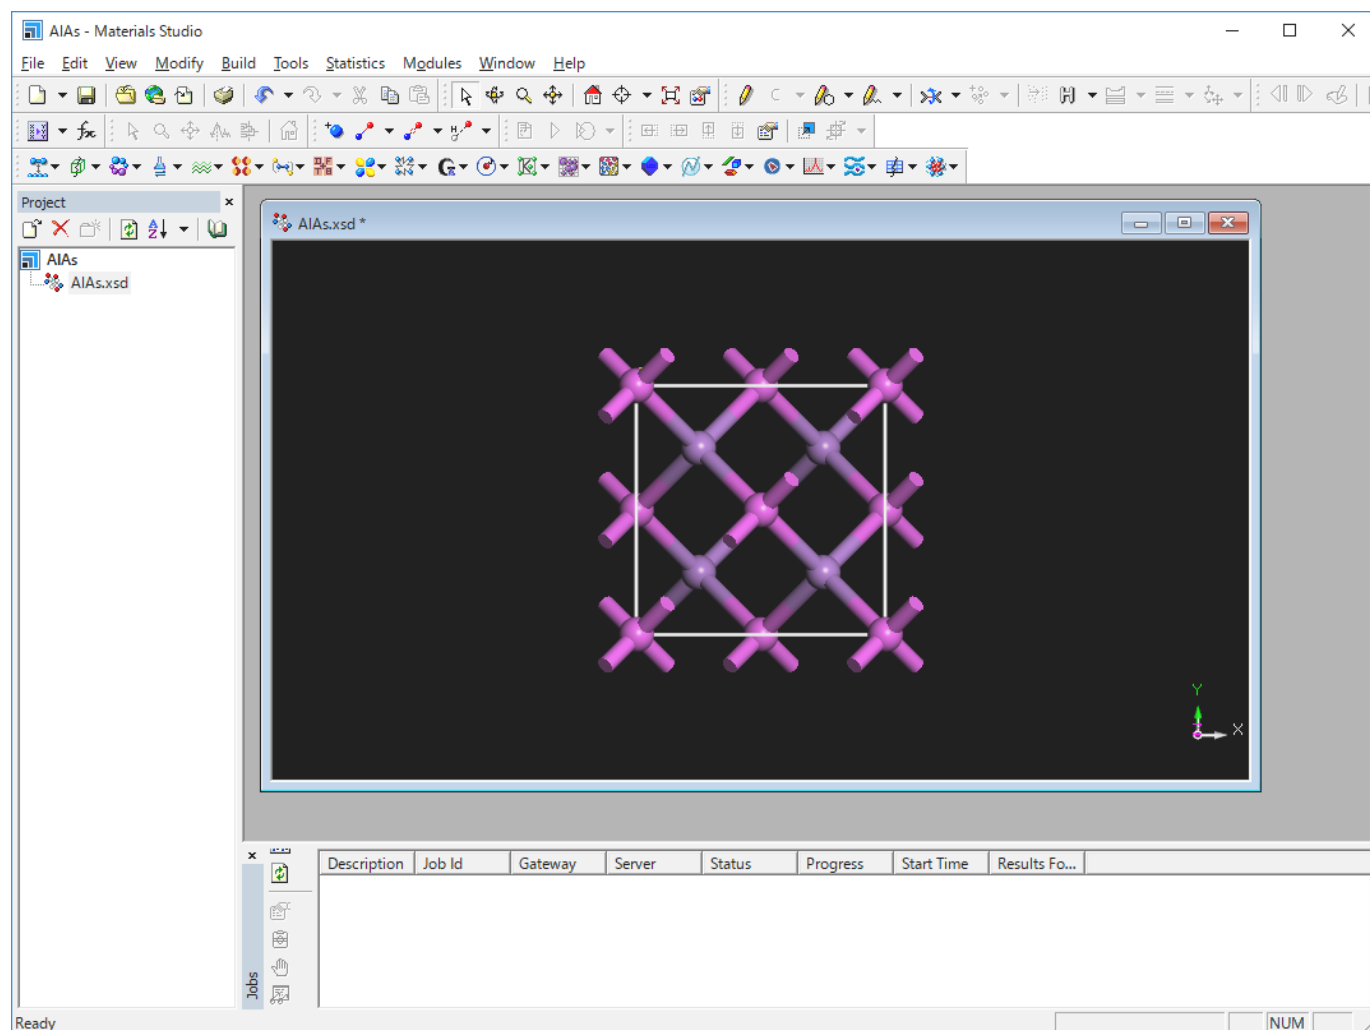 AlAs - Materials Studio
File Edit View Modify Build Tools Statistics Modules Window Help
Project
AlAs
AlAs.xsd
AlAs.xsd *
Y
X
Description Job Id Gateway Server Status Progress Start Time Results Fo...
Jobs
Ready
NUM